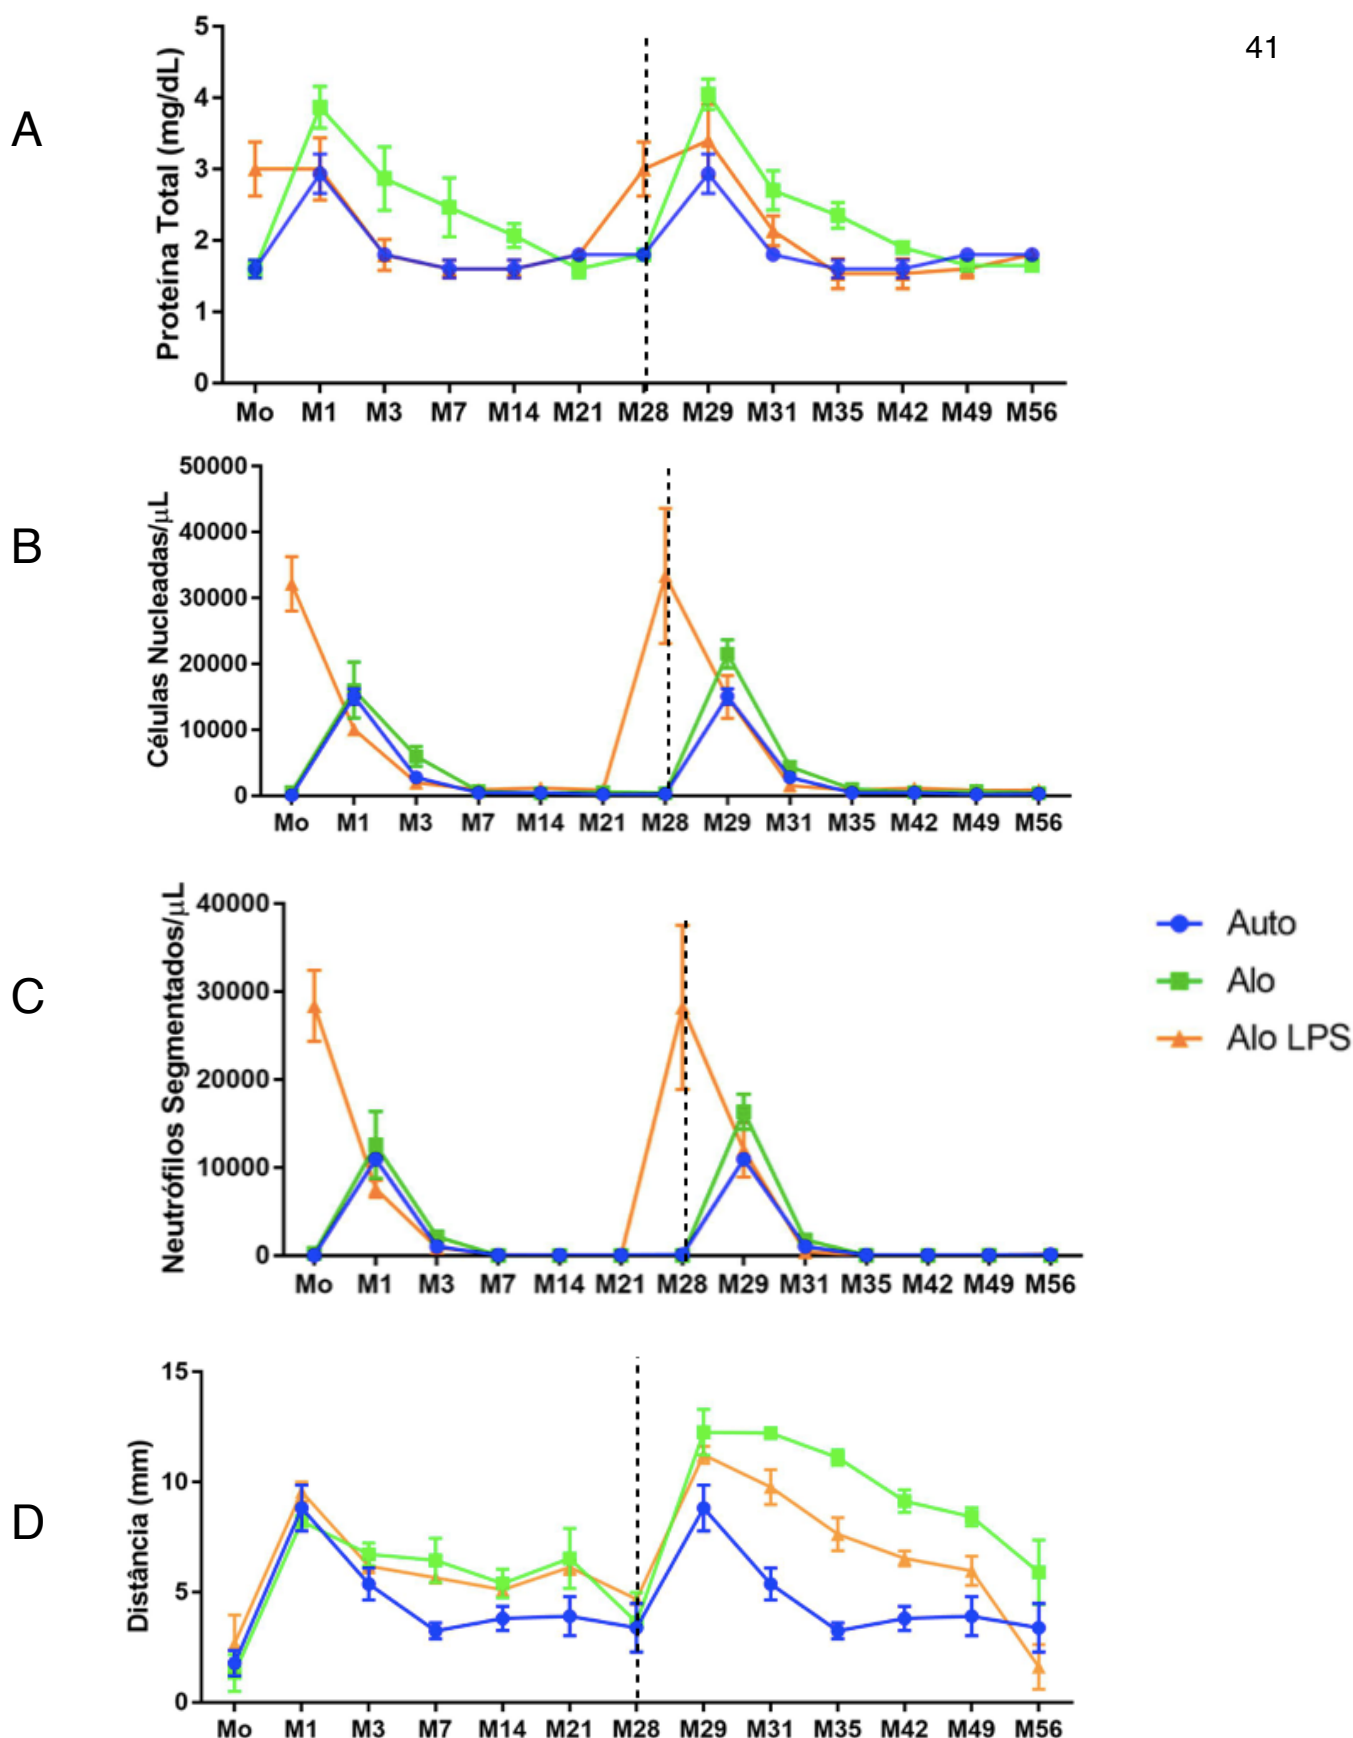 41
A
Proteína Total (mg/dL)
5
4
3
2
1
0
Mo M1 M3 M7 M14 M21 M28 M29 M31 M35 M42 M49 M56
B
Células Nucleadas/μL
50000
40000
30000
20000
10000
0
Mo M1 M3 M7 M14 M21 M28 M29 M31 M35 M42 M49 M56
C
Neutrófilos Segmentados/μL
40000
30000
20000
10000
0
Mo M1 M3 M7 M14 M21 M28 M29 M31 M35 M42 M49 M56
Auto
Alo
Alo LPS
D
Distância (mm)
15
10
5
0
Mo M1 M3 M7 M14 M21 M28 M29 M31 M35 M42 M49 M56